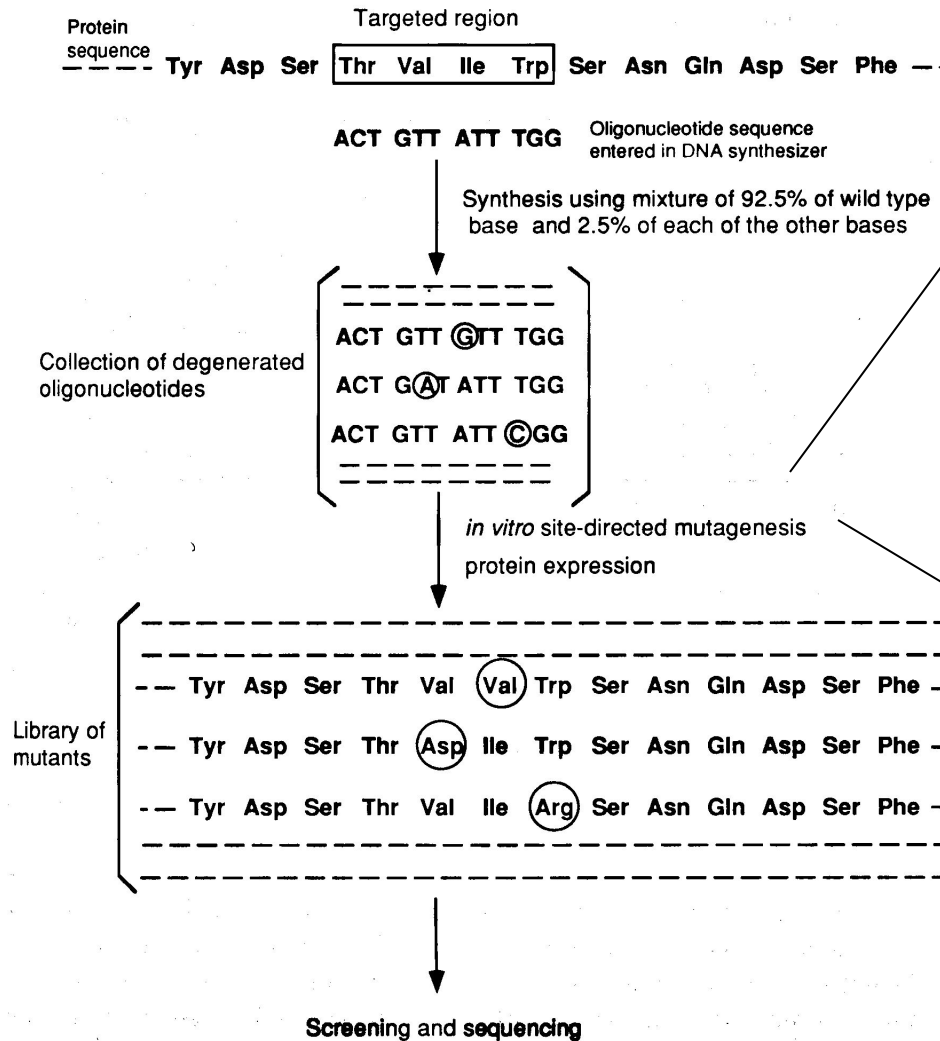 Targeted region
Protein
sequence
Tyr Asp Ser Thr Val Ile Trp Ser Asn Gln Asp Ser Phe
ACT GTT ATT TGG
Oligonucleotide sequence
entered in DNA synthesizer
Synthesis using mixture of 92.5% of wild type
base and 2.5% of each of the other bases
Collection of degenerated
oligonucleotides
ACT GTT GTT TGG
ACT GAT ATT TGG
ACT GTT ATT CGG
in vitro site-directed mutagenesis
protein expression
Library of
mutants
Tyr Asp Ser Thr Val Val Trp Ser Asn Gln Asp Ser Phe
Tyr Asp Ser Thr Asp Ile Trp Ser Asn Gln Asp Ser Phe
Tyr Asp Ser Thr Val Ile Arg Ser Asn Gln Asp Ser Phe
Screening and sequencing